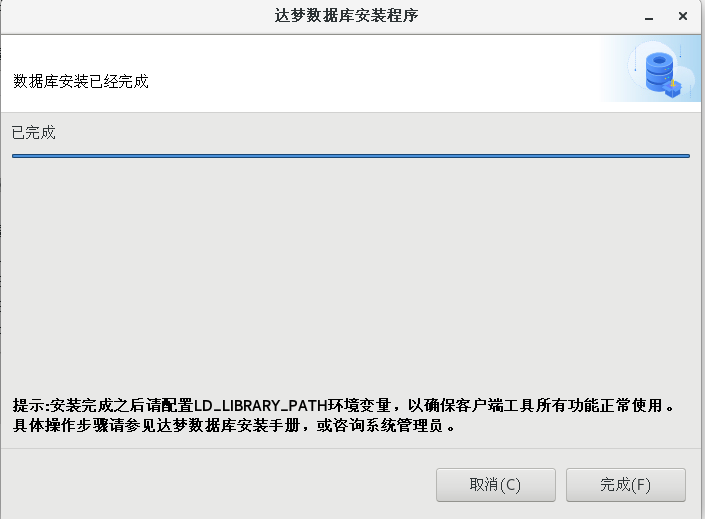 达梦数据库安装程序
数据库安装已经完成
已完成
提示:安装完成之后请配置LD_LIBRARY_PATH环境变量，以确保客户端工具所有功能正常使用。
具体操作步骤请参见达梦数据库安装手册，或咨询系统管理员。
取消(C) 完成(F)